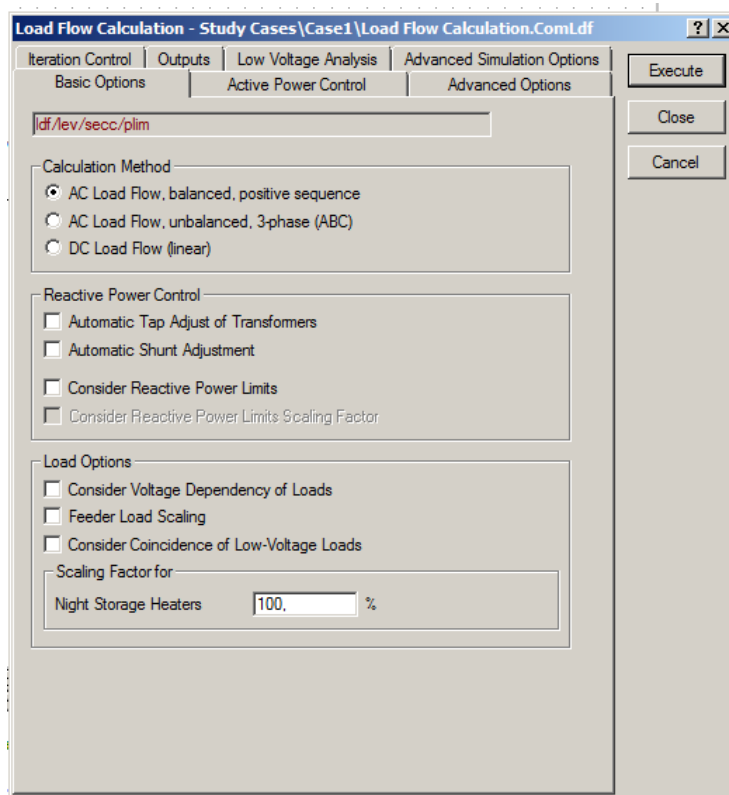 Load Flow Calculation - Study Cases\Case1\Load Flow Calculation.ComLdf
Iteration Control Outputs Low Voltage Analysis Advanced Simulation Options
Basic Options Active Power Control Advanced Options
Execute
Close
Cancel
ldf/lev/secc/plim
Calculation Method
AC Load Flow, balanced, positive sequence
AC Load Flow, unbalanced, 3-phase (ABC)
DC Load Flow (linear)
Reactive Power Control
Automatic Tap Adjust of Transformers
Automatic Shunt Adjustment
Consider Reactive Power Limits
Consider Reactive Power Limits Scaling Factor
Load Options
Consider Voltage Dependency of Loads
Feeder Load Scaling
Consider Coincidence of Low-Voltage Loads
Scaling Factor for
Night Storage Heaters 100, %